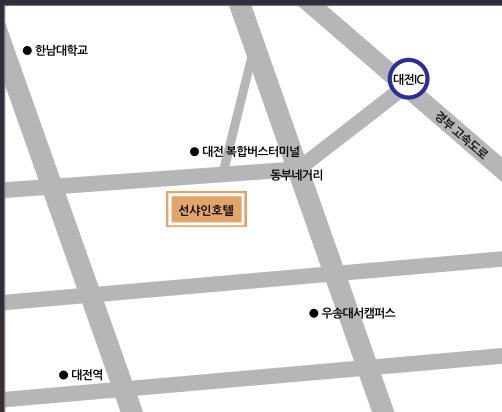 한남대학교
대전IC
경부 고속도로
대전 복합버스터미널
동부네거리
선샤인호텔
우송대서캠퍼스
대전역